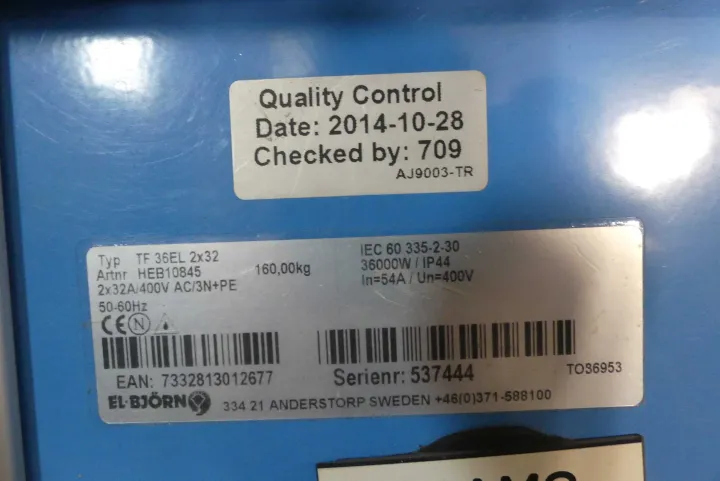 Quality Control
Date: 2014-10-28
Checked by: 709
AJ9003-TR
Typ TF 36EL 2x32
Artnr HEB10845
160,00kg
2x32A/400V AC/3N+PE
50-60Hz
IEC 60 335-2-30
36000W / IP44
In=54A / Un=400V
CE N
EAN: 7332813012677
Serienr: 537444
TOS6953
EL-BJÖRN
334 21 ANDERSTORP SWEDEN +46(0)371-588100